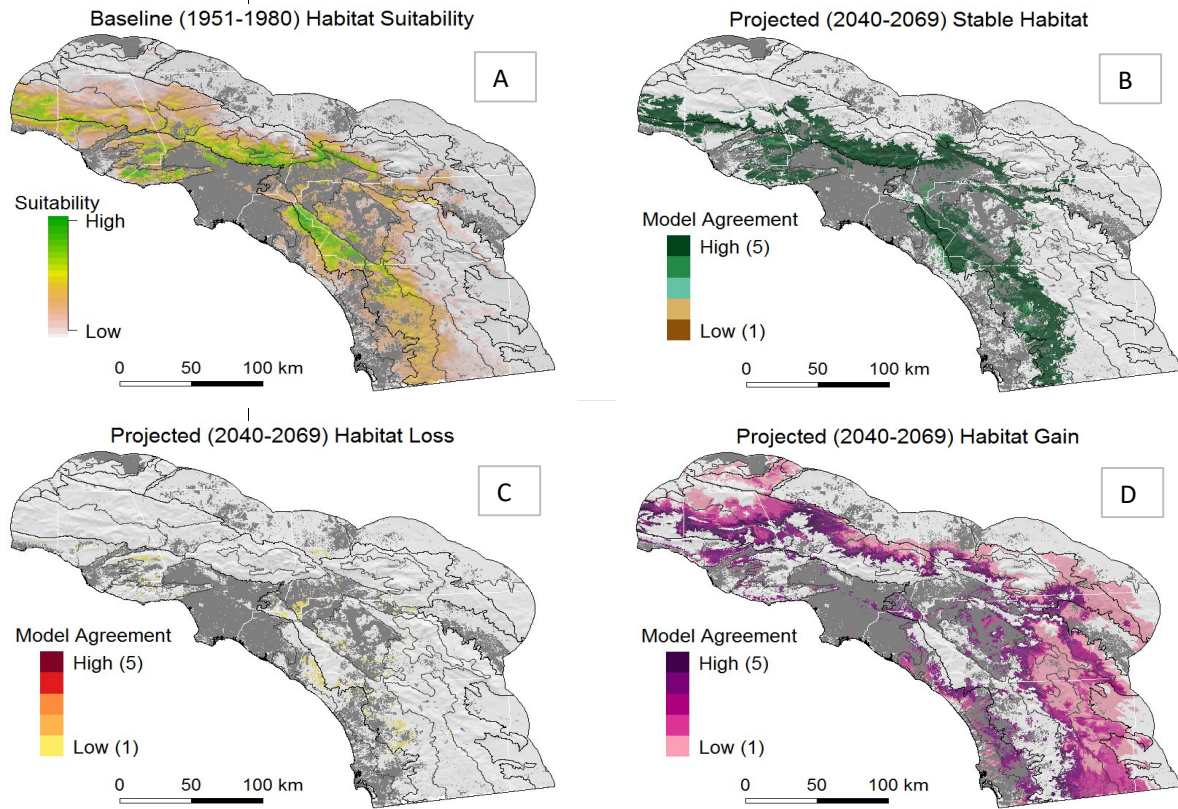 Baseline (1951-1980) Habitat Suitability
A
Suitability
High
Low
0 50 100 km
Projected (2040-2069) Stable Habitat
B
Model Agreement
High (5)
Low (1)
0 50 100 km
Projected (2040-2069) Habitat Loss
C
Model Agreement
High (5)
Low (1)
0 50 100 km
Projected (2040-2069) Habitat Gain
D
Model Agreement
High (5)
Low (1)
0 50 100 km